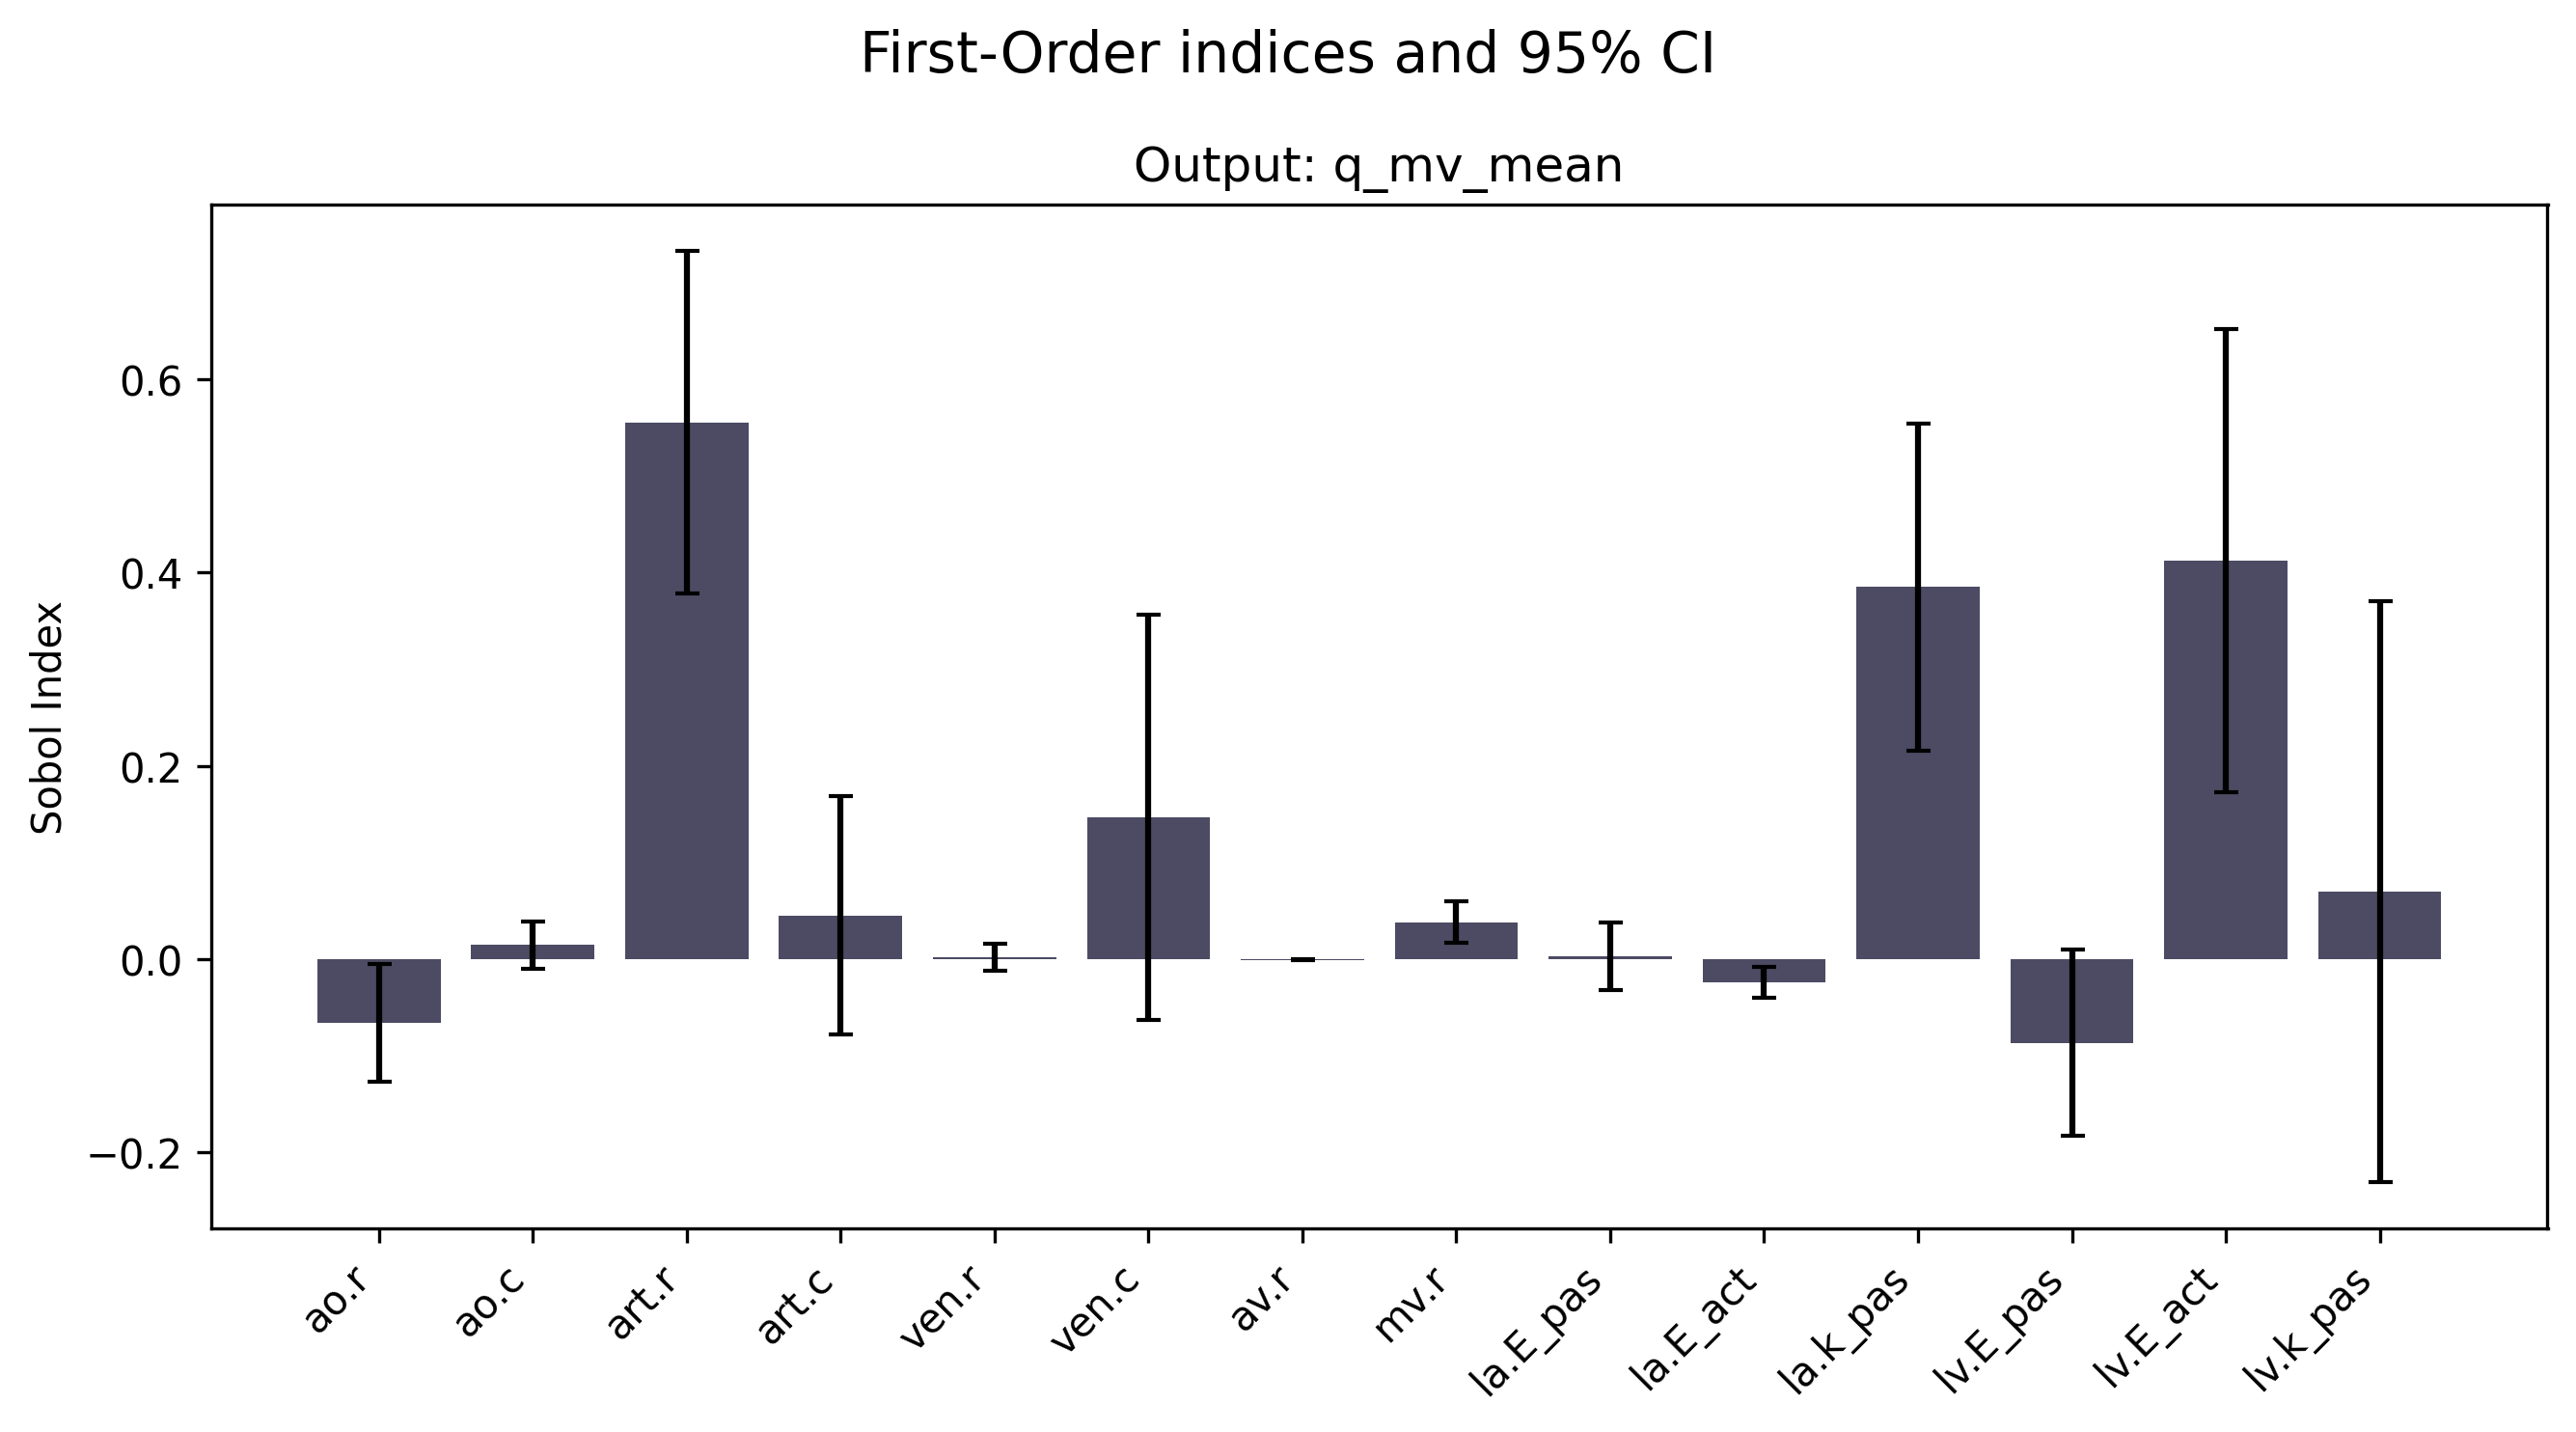 First-Order indices and 95% CI
Output: q_mv_mean
Sobol Index
0.6
0.4
0.2
0.0
−0.2
ao.r
ao.c
art.r
art.c
ven.r
ven.c
av.r
mv.r
la.E_pas
la.E_act
la.k_pas
lv.E_pas
lv.E_act
lv.k_pas